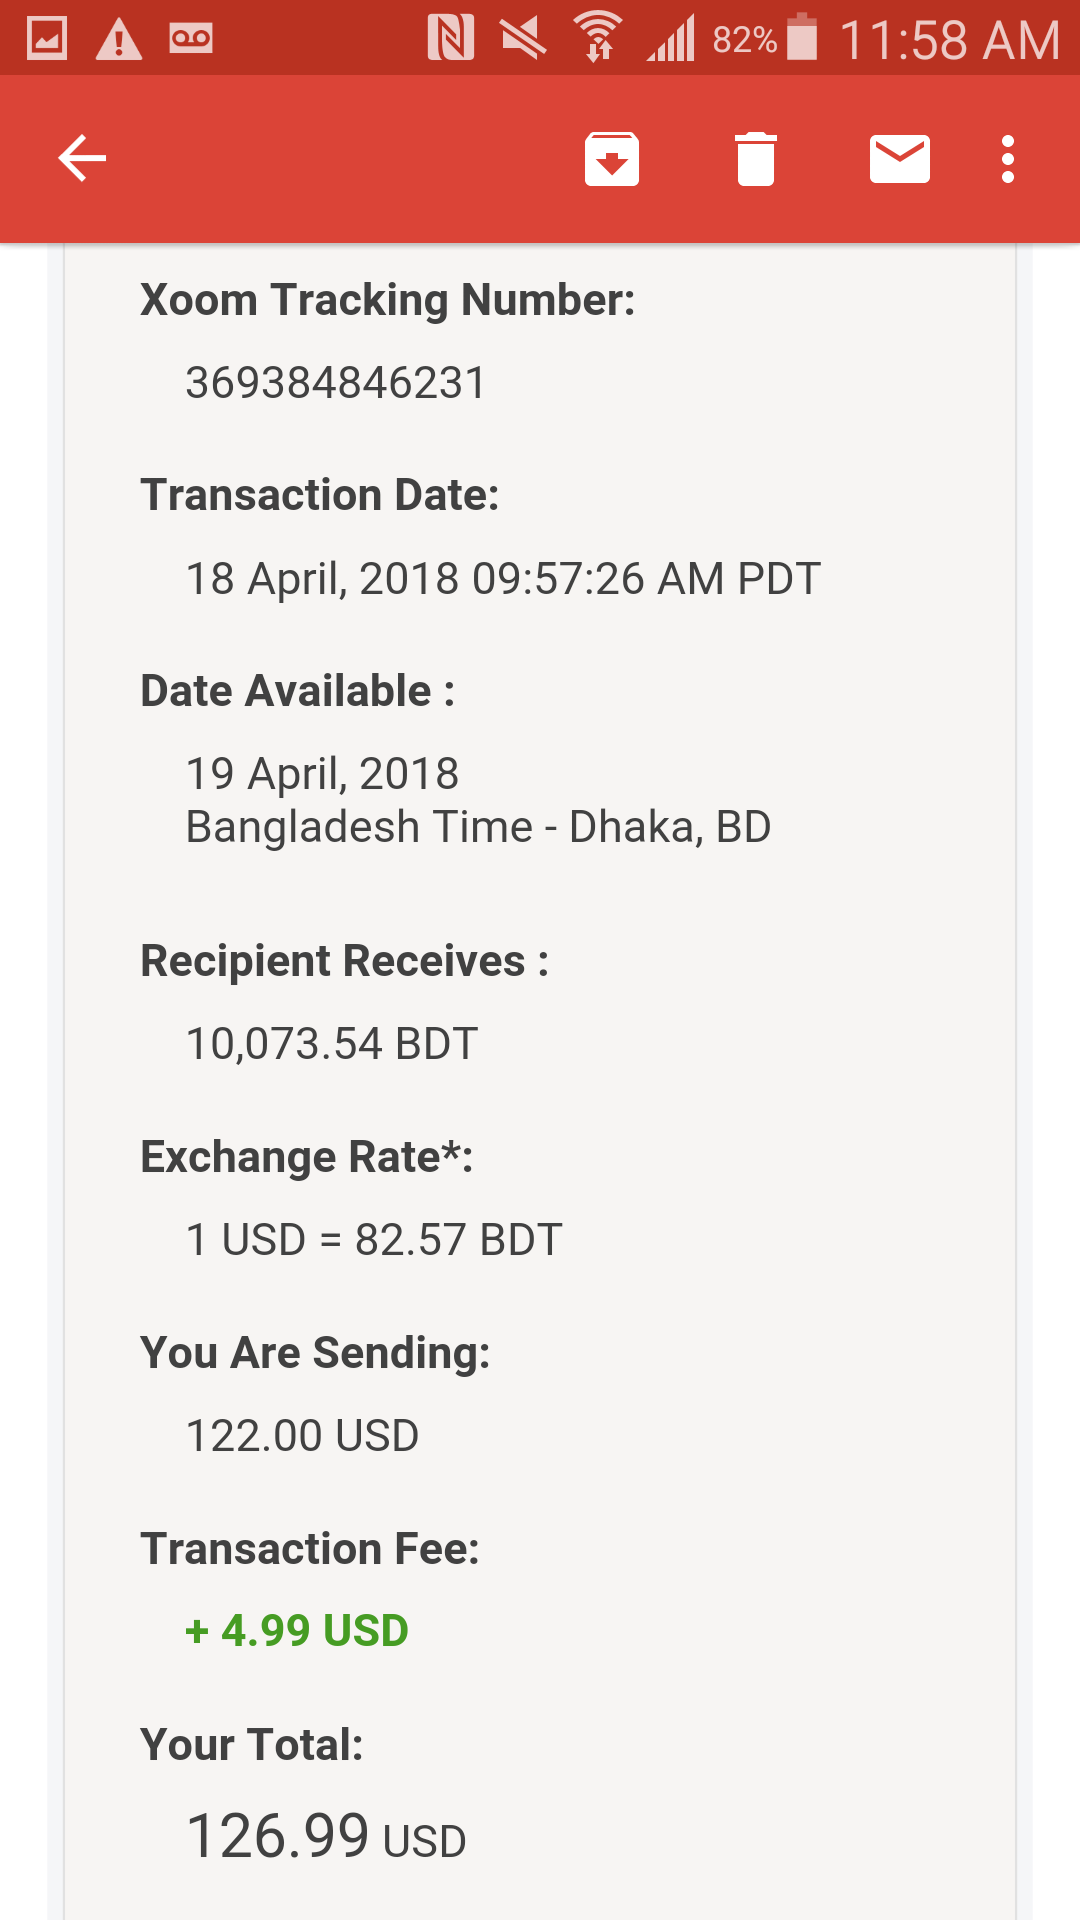 82% 11:58 AM
Xoom Tracking Number:
369384846231
Transaction Date:
18 April, 2018 09:57:26 AM PDT
Date Available :
19 April, 2018
Bangladesh Time - Dhaka, BD
Recipient Receives :
10,073.54 BDT
Exchange Rate*:
1 USD = 82.57 BDT
You Are Sending:
122.00 USD
Transaction Fee:
+ 4.99 USD
Your Total:
126.99 USD